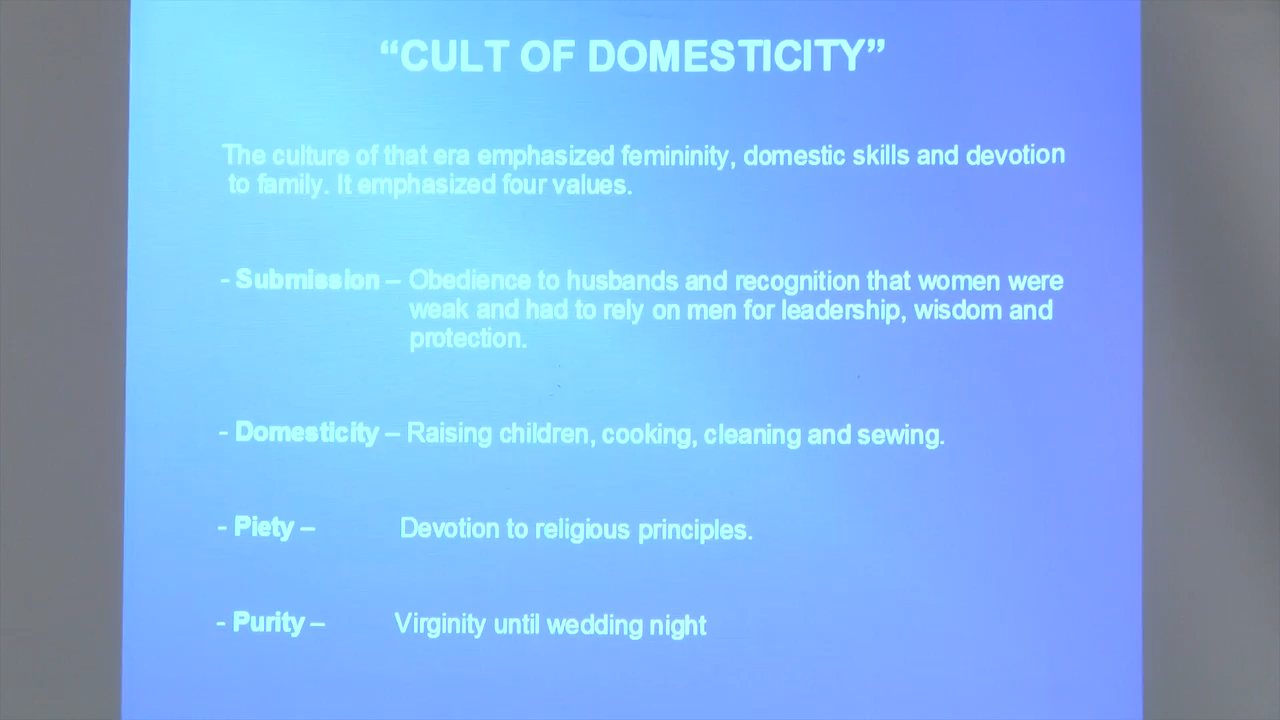 “CULT OF DOMESTICITY”
The culture of that era emphasized femininity, domestic skills and devotion
to family. It emphasized four values.
- Submission – Obedience to husbands and recognition that women were
weak and had to rely on men for leadership, wisdom and
protection.
- Domesticity – Raising children, cooking, cleaning and sewing.
- Piety – Devotion to religious principles.
- Purity – Virginity until wedding night